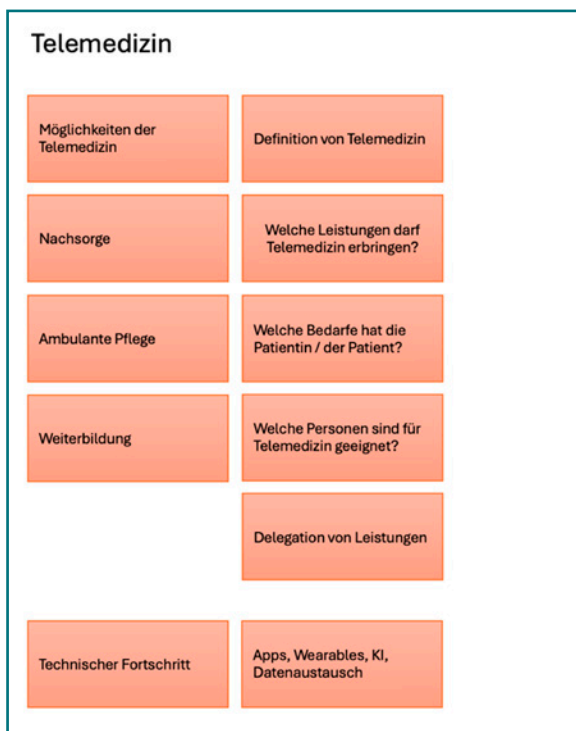 Telemedizin
Möglichkeiten der
Telemedizin
Definition von Telemedizin
Nachsorge
Welche Leistungen darf
Telemedizin erbringen?
Ambulante Pflege
Welche Bedarfe hat die
Patientin / der Patient?
Weiterbildung
Welche Personen sind für
Telemedizin geeignet?
Delegation von Leistungen
Technischer Fortschritt
Apps, Wearables, KI,
Datenaustausch